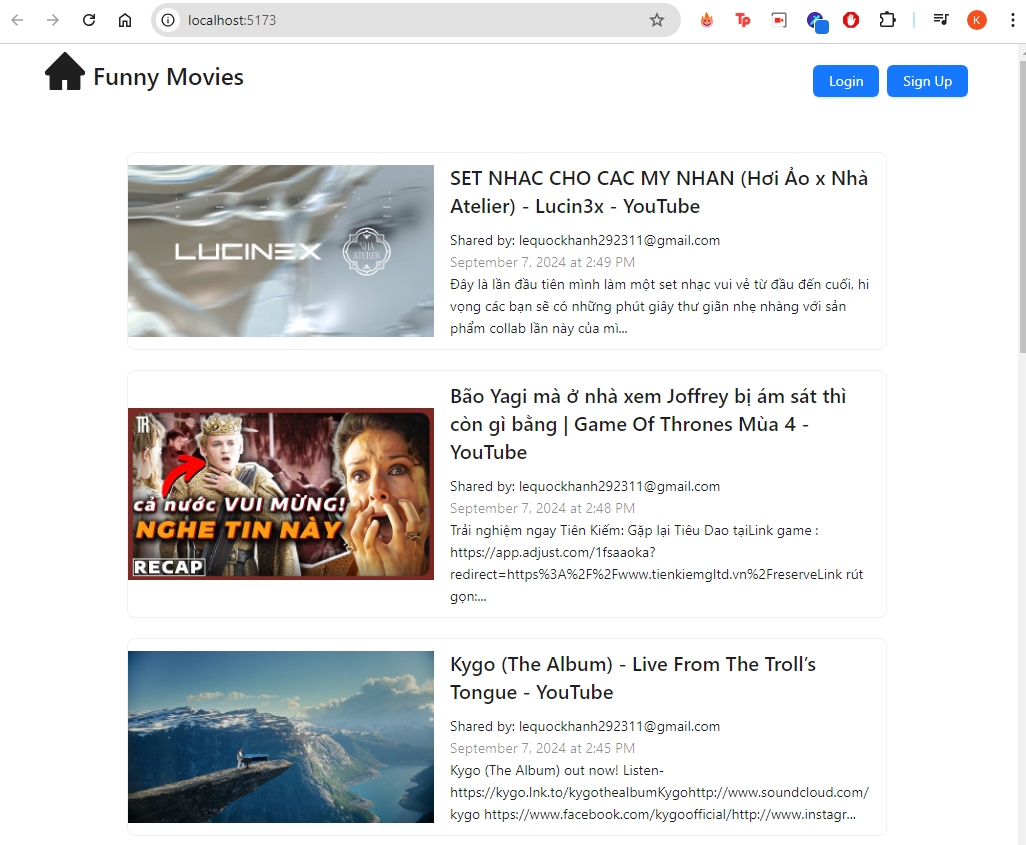 localhost:5173
Tp
K
Funny Movies
Login
Sign Up
LUCINEX
NHÀ
ATELIER
SET NHAC CHO CAC MY NHAN (Hơi Ảo x Nhà
Atelier) - Lucin3x - YouTube
Shared by: lequockhanh292311@gmail.com
September 7, 2024 at 2:49 PM
Đây là lần đầu tiên mình làm một set nhạc vui vẻ từ đầu đến cuối, hi
vọng các bạn sẽ có những phút giây thư giãn nhẹ nhàng với sản
phẩm collab lần này của mì...
TR
cả nước VUI MỪNG!
NGHE TIN NÀY
RECAP
Bão Yagi mà ở nhà xem Joffrey bị ám sát thì
còn gì bằng | Game Of Thrones Mùa 4 -
YouTube
Shared by: lequockhanh292311@gmail.com
September 7, 2024 at 2:48 PM
Trải nghiệm ngay Tiên Kiếm: Gặp lại Tiêu Dao tạiLink game :
https://app.adjust.com/1fsaaoka?
redirect=https%3A%2F%2Fwww.tienkiemgltd.vn%2FreserveLink rút
gọn:...
Kygo (The Album) - Live From The Troll’s
Tongue - YouTube
Shared by: lequockhanh292311@gmail.com
September 7, 2024 at 2:45 PM
Kygo (The Album) out now! Listen-
https://kygo.lnk.to/kygothealbumKygohttp://www.soundcloud.com/
kygo https://www.facebook.com/kygoofficial/http://www.instagr...